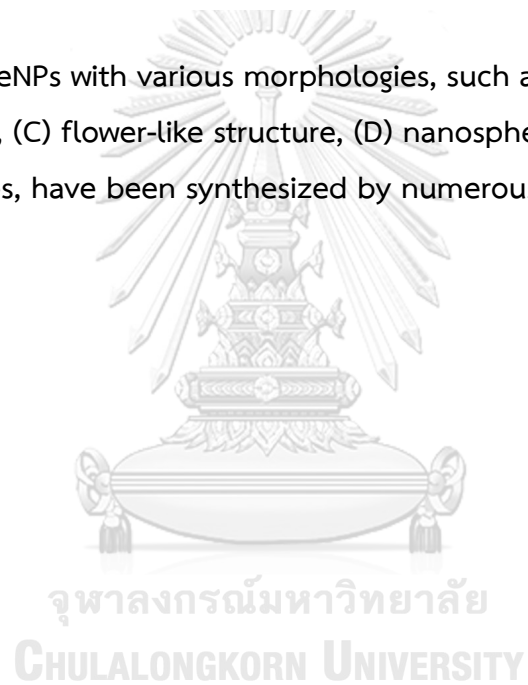 eNPs with various morphologies, such a
, (C) flower-like structure, (D) nanosphe
s, have been synthesized by numerou
จุฬาลงกรณ์มหาวิทยาลัย
CHULALONGKORN UNIVERSITY